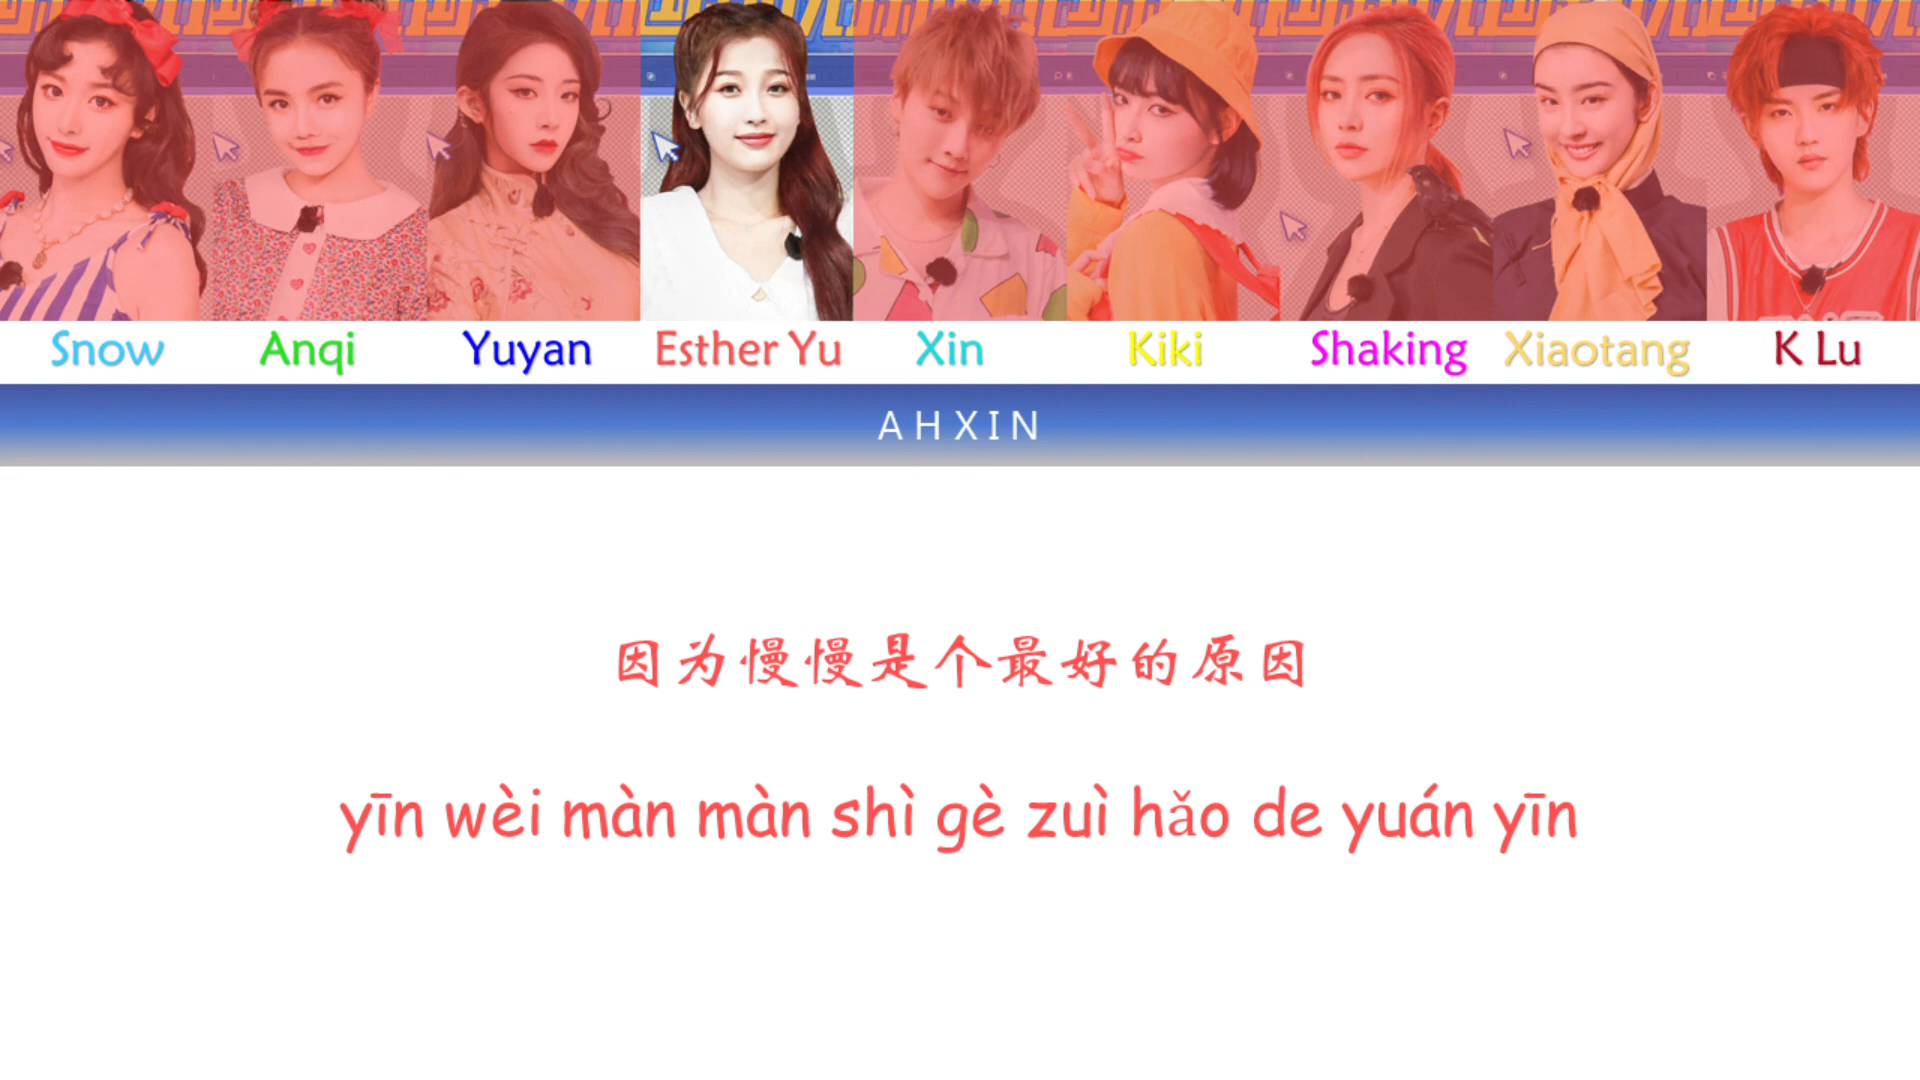 Snow Anqi Yuyan Esther Yu Xin Kiki Shaking Xiaotang K Lu
AHXIN
因为慢慢是个最好的原因
yīn wèi màn màn shì gè zuì hǎo de yuán yīn